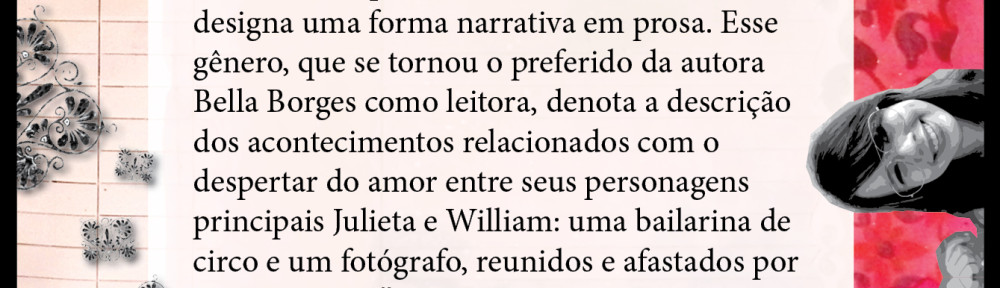 designa uma forma narrativa em prosa. Esse
gênero, que se tornou o preferido da autora
Bella Borges como leitora, denota a descrição
dos acontecimentos relacionados com o
despertar do amor entre seus personagens
principais Julieta e William: uma bailarina de
circo e um fotógrafo, reunidos e afastados por